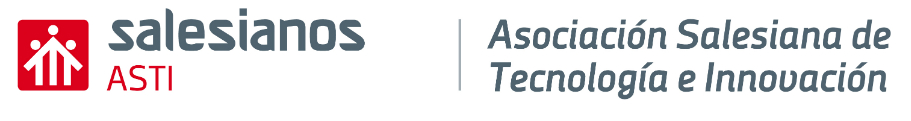 salesianos
ASTI
Asociación Salesiana de
Tecnología e Innovación